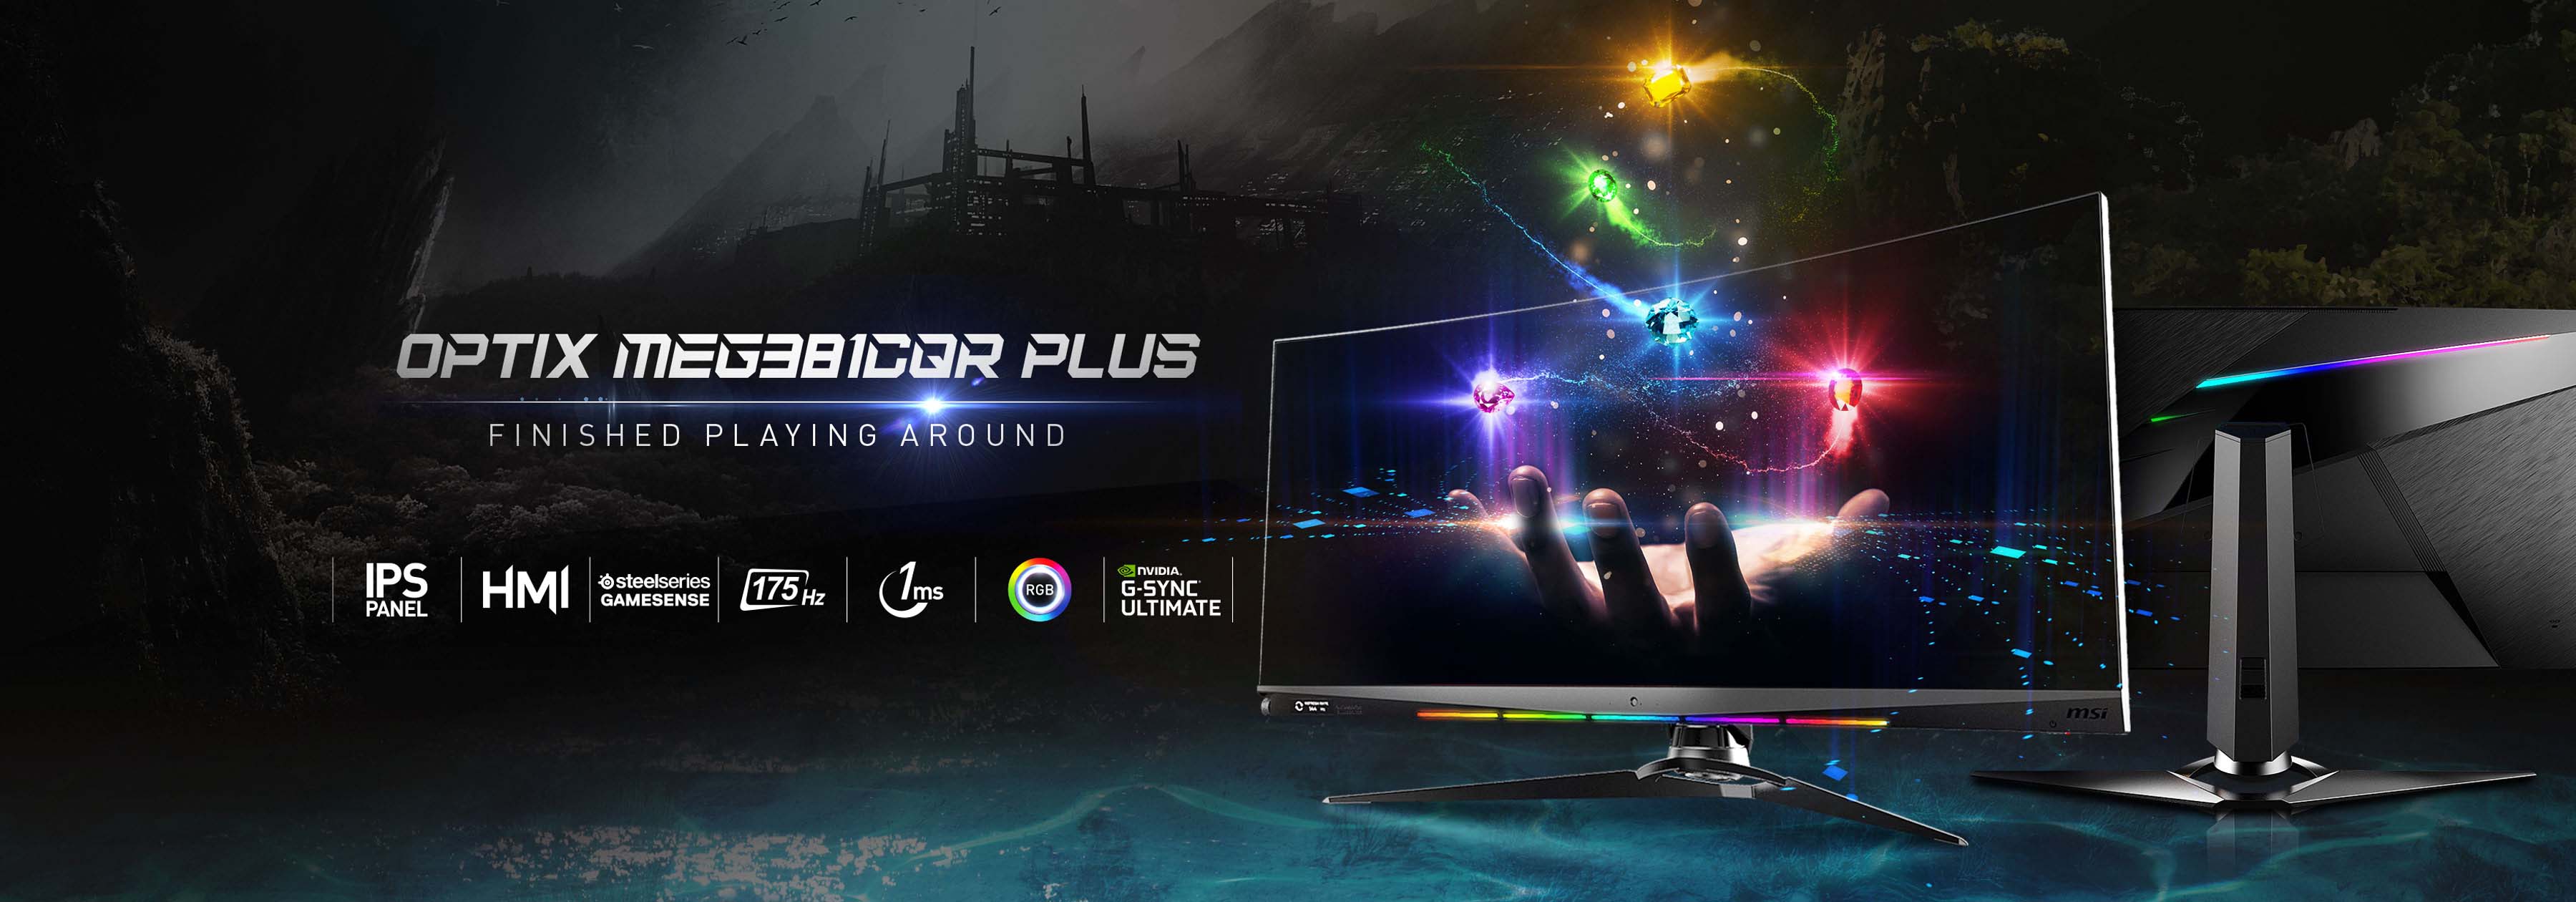 OPTIX MEG381CQR PLUS
FINISHED PLAYING AROUND
IPS
PANEL
HMI
steelseries
GAMESENSE
175Hz
1ms
RGB
NVIDIA.
G-SYNC
ULTIMATE
msi